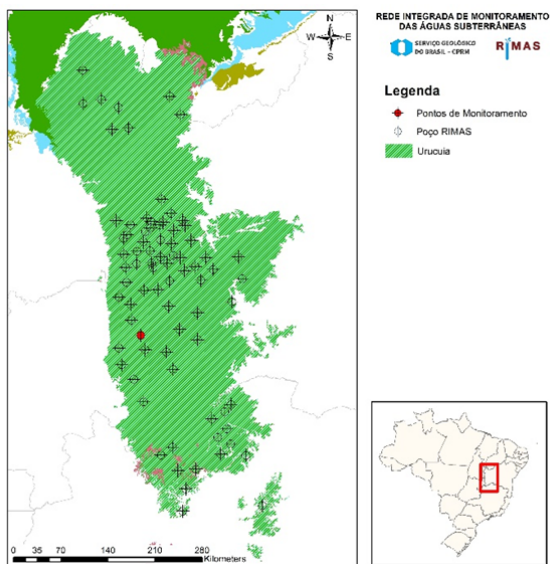 REDE INTEGRADA DE MONITORAMENTO
DAS ÁGUAS SUBTERRÂNEAS
SERVIÇO GEOLÓGICO
DO BRASIL - CPRM
RIMAS
Legenda
Pontos de Monitoramento
Poço RIMAS
Urucuia
N
W E
S
0 35 70 140 210 280
Kilometers